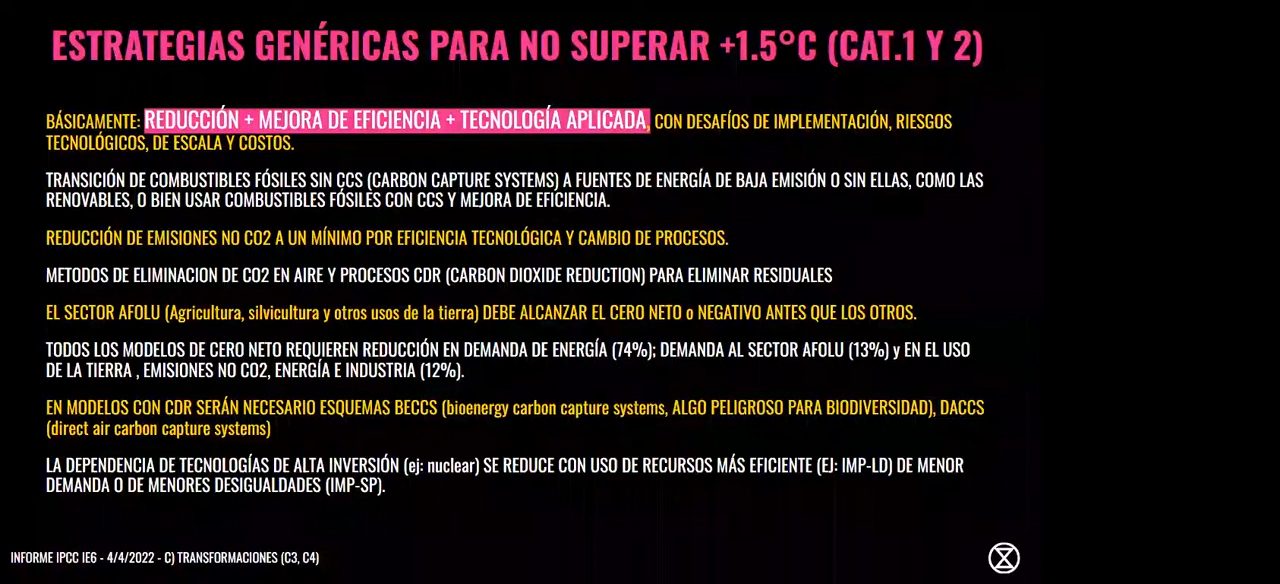 ESTRATEGIAS GENÉRICAS PARA NO SUPERAR +1.5°C (CAT.1 Y 2)
BÁSICAMENTE: REDUCCIÓN + MEJORA DE EFICIENCIA + TECNOLOGÍA APLICADA, CON DESAFÍOS DE IMPLEMENTACIÓN, RIESGOS
TECNOLÓGICOS, DE ESCALA Y COSTOS.
TRANSICIÓN DE COMBUSTIBLES FÓSILES SIN CCS (CARBON CAPTURE SYSTEMS) A FUENTES DE ENERGÍA DE BAJA EMISIÓN O SIN ELLAS, COMO LAS
RENOVABLES, O BIEN USAR COMBUSTIBLES FÓSILES CON CCS Y MEJORA DE EFICIENCIA.
REDUCCIÓN DE EMISIONES NO CO2 A UN MÍNIMO POR EFICIENCIA TECNOLÓGICA Y CAMBIO DE PROCESOS.
METODOS DE ELIMINACION DE CO2 EN AIRE Y PROCESOS CDR (CARBON DIOXIDE REDUCTION) PARA ELIMINAR RESIDUALES
EL SECTOR AFOLU (Agricultura, silvicultura y otros usos de la tierra) DEBE ALCANZAR EL CERO NETO o NEGATIVO ANTES QUE LOS OTROS.
TODOS LOS MODELOS DE CERO NETO REQUIEREN REDUCCIÓN EN DEMANDA DE ENERGÍA (74%); DEMANDA AL SECTOR AFOLU (13%) y EN EL USO
DE LA TIERRA , EMISIONES NO CO2, ENERGÍA E INDUSTRIA (12%).
EN MODELOS CON CDR SERÁN NECESARIO ESQUEMAS BECCS (bioenergy carbon capture systems, ALGO PELIGROSO PARA BIODIVERSIDAD), DACCS
(direct air carbon capture systems)
LA DEPENDENCIA DE TECNOLOGÍAS DE ALTA INVERSIÓN (ej: nuclear) SE REDUCE CON USO DE RECURSOS MÁS EFICIENTE (EJ: IMP-LD) DE MENOR
DEMANDA O DE MENORES DESIGUALDADES (IMP-SP).
INFORME IPCC IE6 - 4/4/2022 - C) TRANSFORMACIONES (C3, C4)